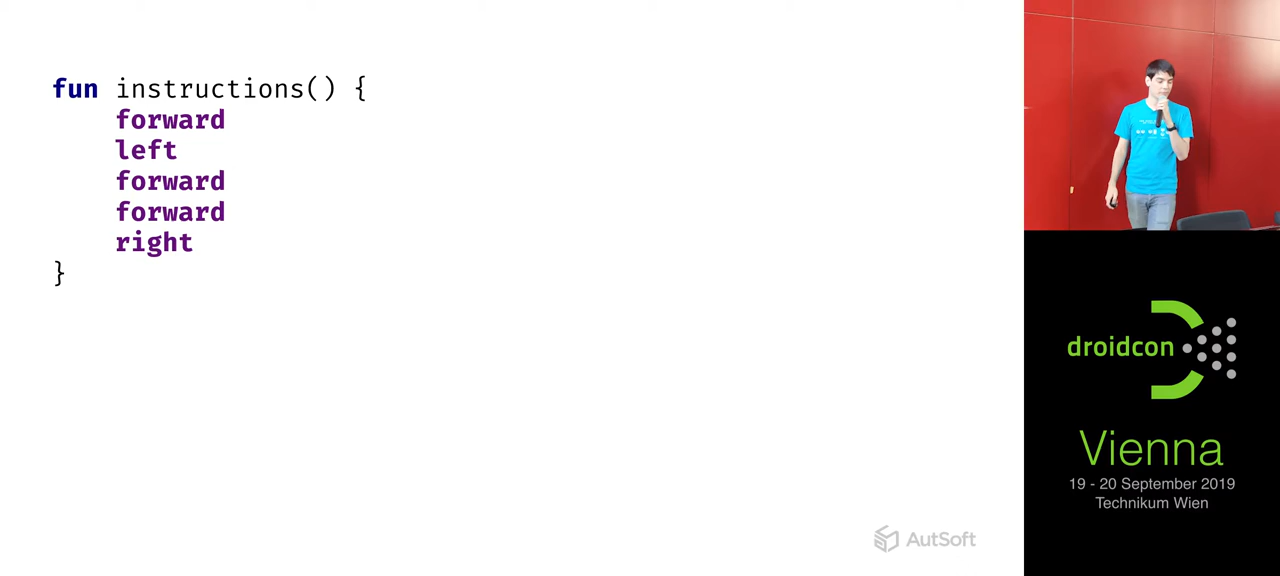 fun instructions() {
    forward
    left
    forward
    forward
    right
}
AutSoft
droidcon
Vienna
19 - 20 September 2019
Technikum Wien